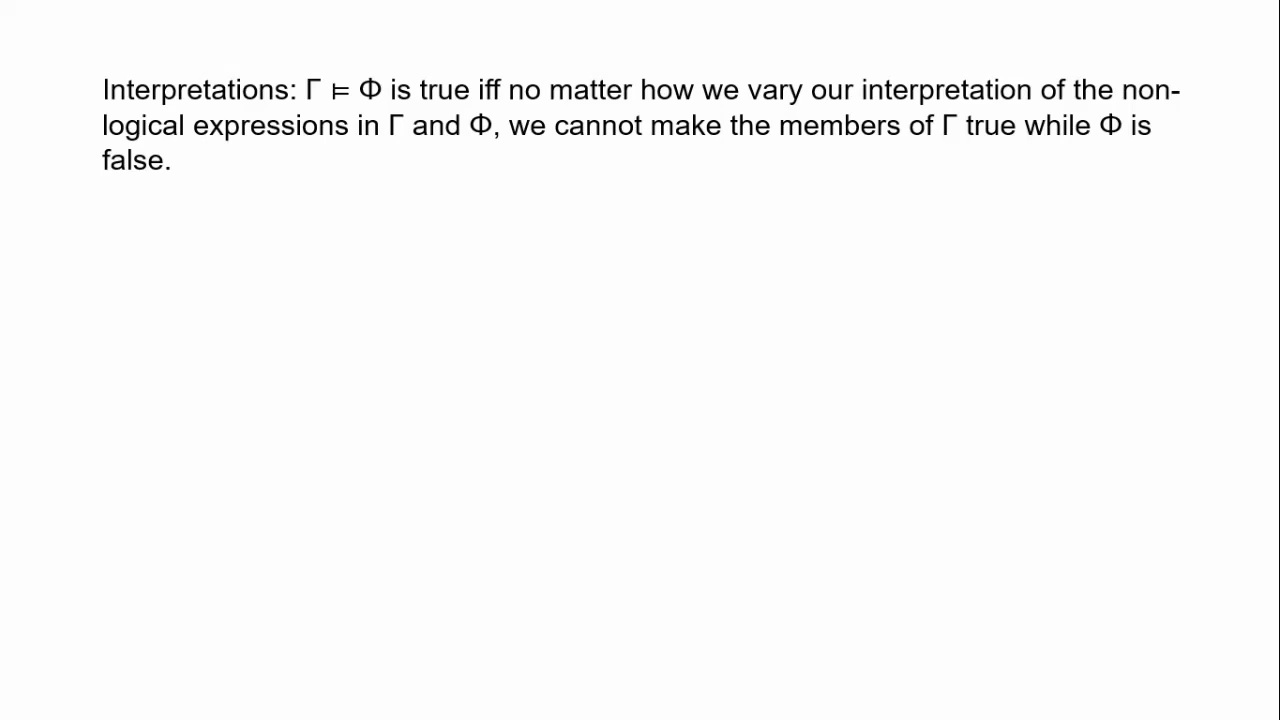 Interpretations: Γ ⊨ Φ is true iff no matter how we vary our interpretation of the non-
logical expressions in Γ and Φ, we cannot make the members of Γ true while Φ is
false.